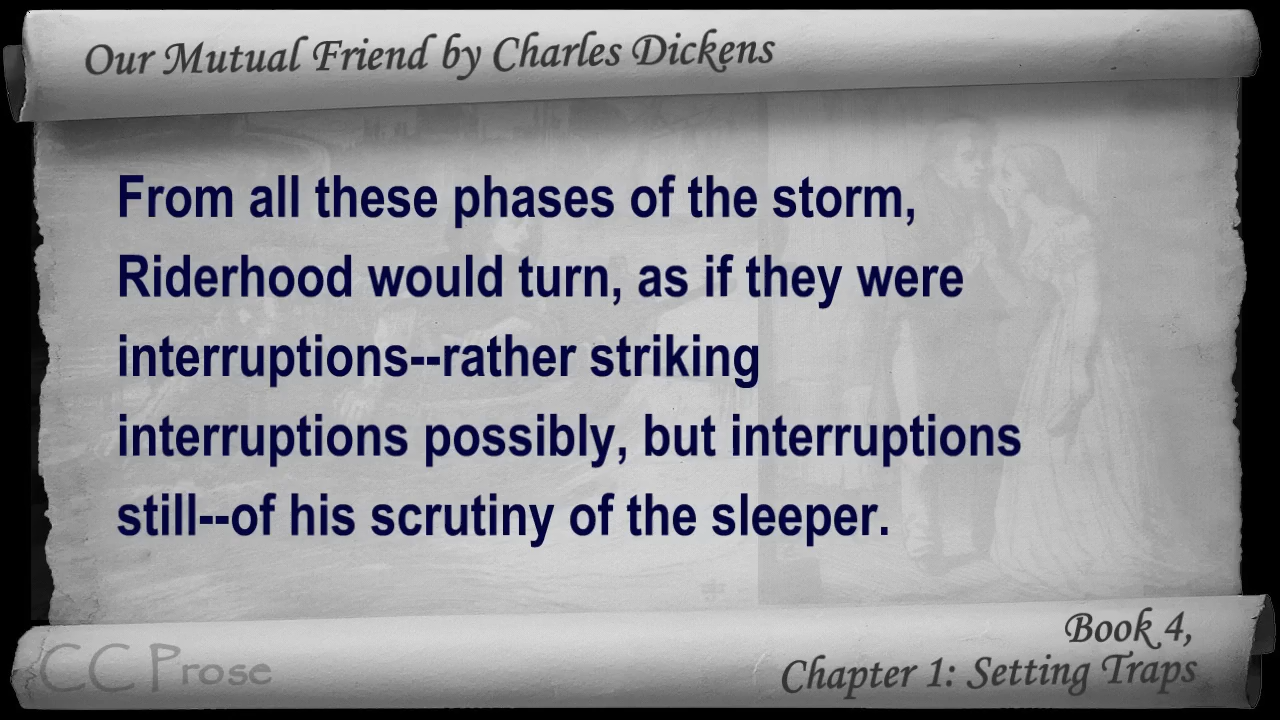 Our Mutual Friend by Charles Dickens
From all these phases of the storm,
Riderhood would turn, as if they were
interruptions--rather striking
interruptions possibly, but interruptions
still--of his scrutiny of the sleeper.
Book 4,
Chapter 1: Setting Traps
CC Prose